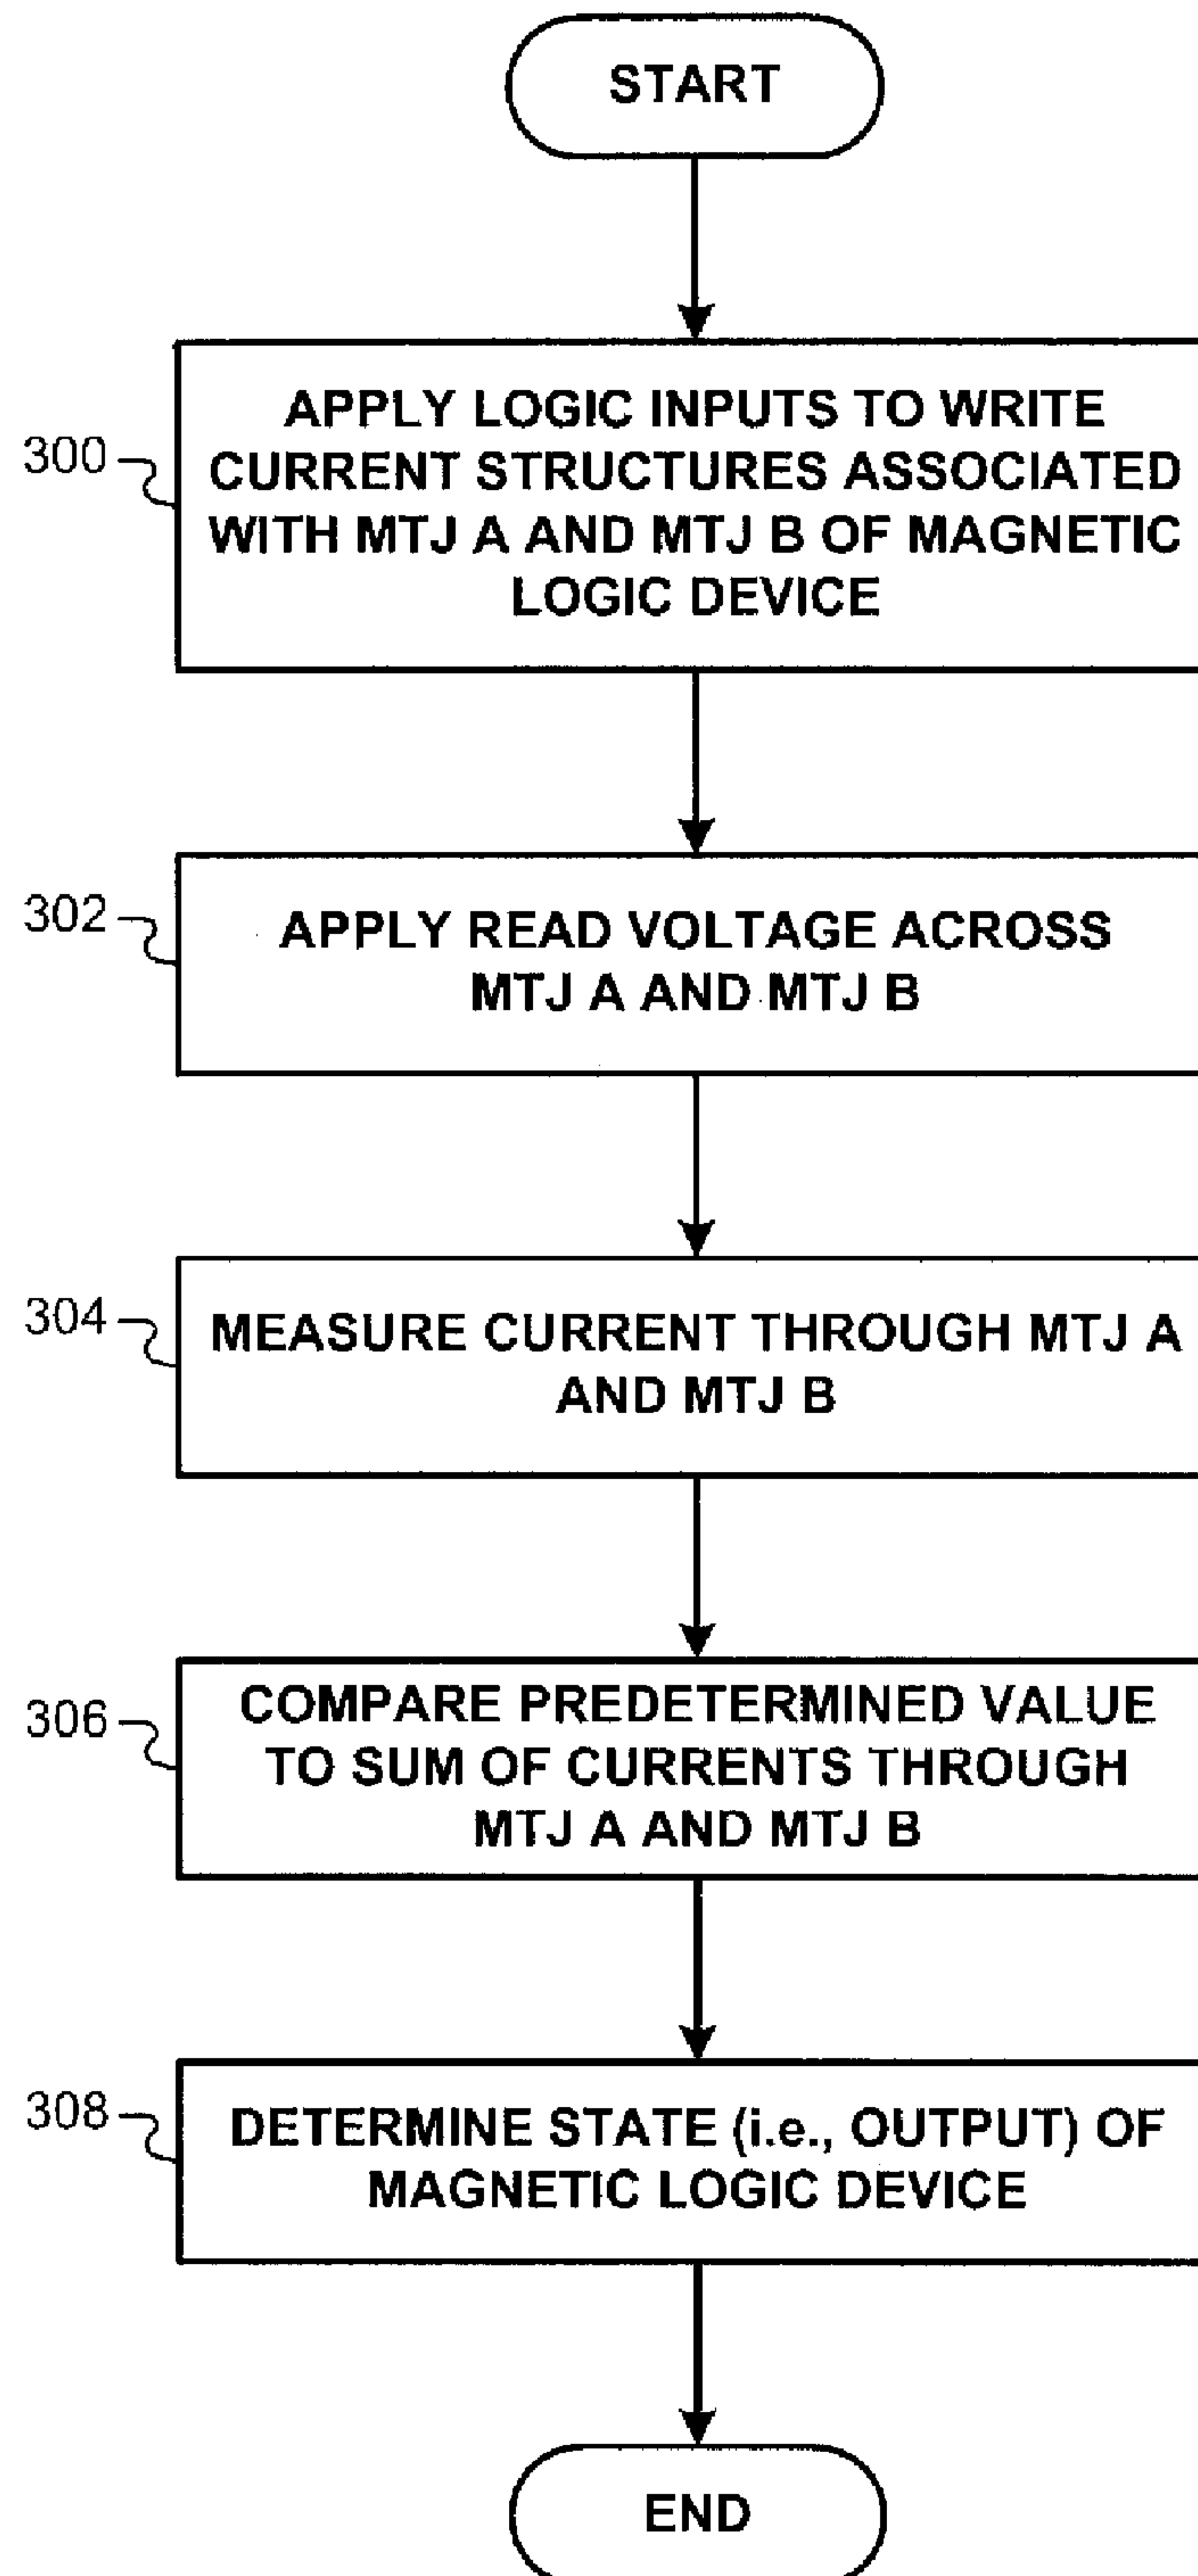 START
300
APPLY LOGIC INPUTS TO WRITE
CURRENT STRUCTURES ASSOCIATED
WITH MTJ A AND MTJ B OF MAGNETIC
LOGIC DEVICE
302
APPLY READ VOLTAGE ACROSS
MTJ A AND MTJ B
304
MEASURE CURRENT THROUGH MTJ A
AND MTJ B
306
COMPARE PREDETERMINED VALUE
TO SUM OF CURRENTS THROUGH
MTJ A AND MTJ B
308
DETERMINE STATE (i.e., OUTPUT) OF
MAGNETIC LOGIC DEVICE
END